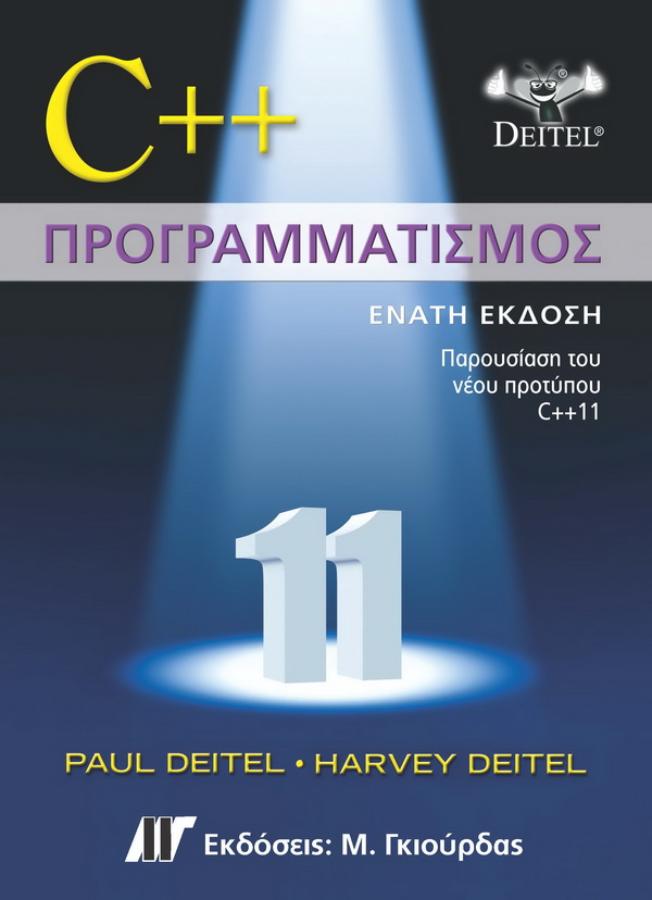 C++
DEITEL®
ΠΡΟΓΡΑΜΜΑΤΙΣΜΟΣ
ΕΝΑΤΗ ΕΚΔΟΣΗ
Παρουσίαση του
νέου προτύπου
C++11
11
PAUL DEITEL • HARVEY DEITEL
Εκδόσεις: Μ. Γκιούρδας